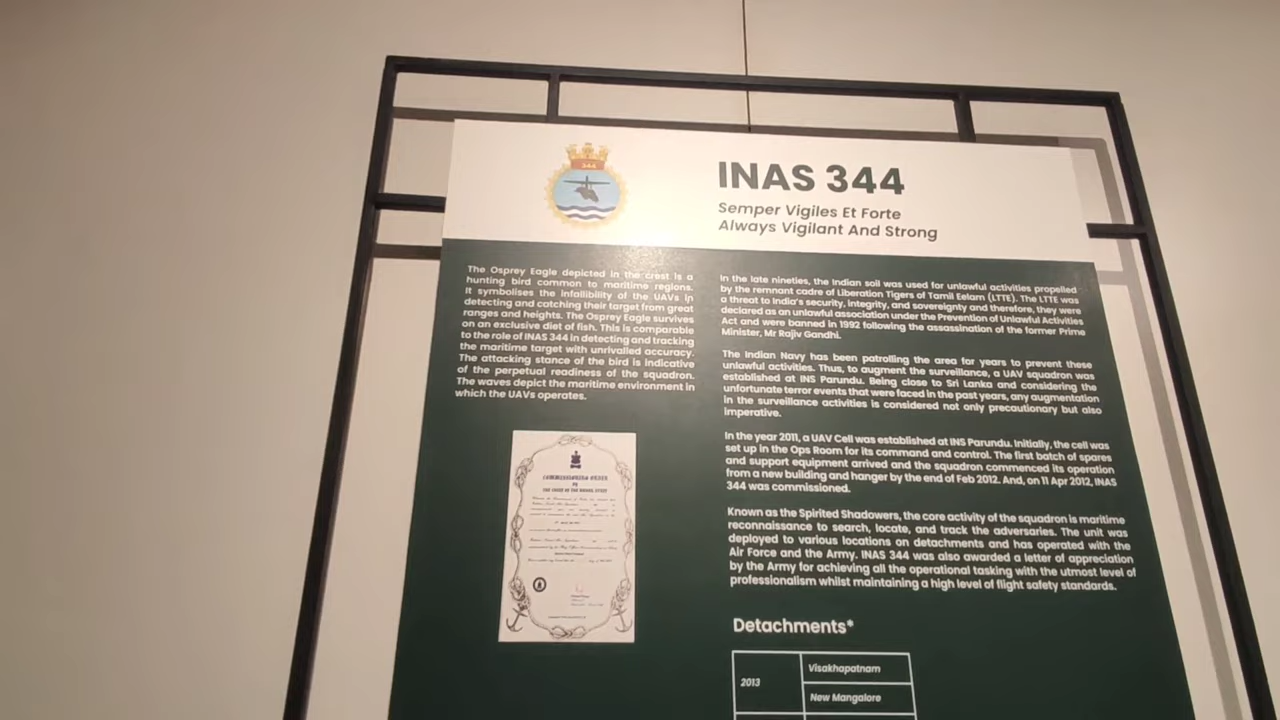 344
INAS 344
Semper Vigiles Et Forte
Always Vigilant And Strong
The Osprey Eagle depicted in the crest is a
hunting bird common to maritime regions.
It symbolises the infallibility of the UAVs in
detecting and catching their target from great
ranges and heights. The Osprey Eagle survives
on an exclusive diet of fish. This is comparable
to the role of INAS 344 in detecting and tracking
the maritime target with unrivalled accuracy.
The attacking stance of the bird is indicative
of the perpetual readiness of the squadron.
The waves depict the maritime environment in
which the UAVs operates.
COMMISSIONING ORDER
BY
THE CHIEF OF THE NAVAL STAFF
In the late nineties, the Indian soil was used for unlawful activities propelled
by the remnant cadre of Liberation Tigers of Tamil Eelam (LTTE). The LTTE was
a threat to India's security, integrity, and sovereignty and therefore, they were
declared as an unlawful association under the Prevention of Unlawful Activities
Act and were banned in 1992 following the assassination of the former Prime
Minister, Mr Rajiv Gandhi.
The Indian Navy has been patrolling the area for years to prevent these
unlawful activities. Thus, to augment the surveillance, a UAV squadron was
established at INS Parundu. Being close to Sri Lanka and considering the
unfortunate terror events that were faced in the past years, any augmentation
in the surveillance activities is considered not only precautionary but also
imperative.
In the year 2011, a UAV Cell was established at INS Parundu. Initially, the cell was
set up in the Ops Room for its command and control. The first batch of spares
and support equipment arrived and the squadron commenced its operation
from a new building and hanger by the end of Feb 2012. And, on 11 Apr 2012, INAS
344 was commissioned.
Known as the Spirited Shadowers, the core activity of the squadron is maritime
reconnaissance to search, locate, and track the adversaries. The unit was
deployed to various locations on detachments and has operated with the
Air Force and the Army. INAS 344 was also awarded a letter of appreciation
by the Army for achieving all the operational tasking with the utmost level of
professionalism whilst maintaining a high level of flight safety standards.
Detachments*
2013
Visakhapatnam
New Mangalore